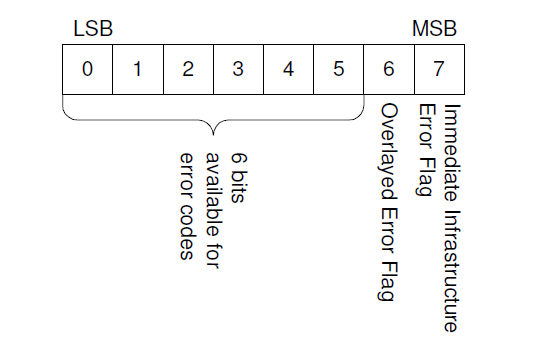 LSB MSB
0 1 2 3 4 5 6 7
6 bits
available for
error codes
Overlayed Error Flag
Immediate Infrastructure
Error Flag